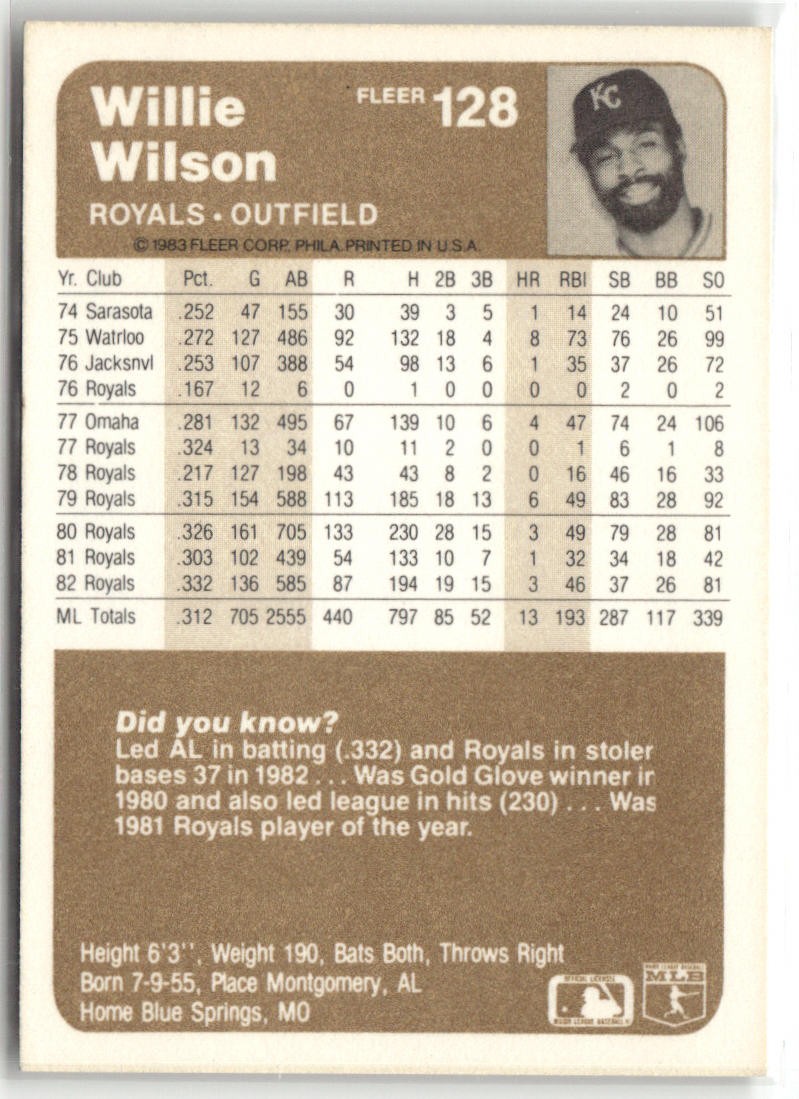 Willie
Wilson
FLEER 128
KC
ROYALS • OUTFIELD
© 1983 FLEER CORP. PHILA. PRINTED IN U.S.A.
Yr. Club Pct. G AB R H 2B 3B HR RBI SB BB SO
74 Sarasota .252 47 155 30 39 3 5 1 14 24 10 51
75 Watrloo .272 127 486 92 132 18 4 8 73 76 26 99
76 Jacksnvl .253 107 388 54 98 13 6 1 35 37 26 72
76 Royals .167 12 6 0 1 0 0 0 0 2 0 2
77 Omaha .281 132 495 67 139 10 6 4 47 74 24 106
77 Royals .324 13 34 10 11 2 0 0 1 6 1 8
78 Royals .217 127 198 43 43 8 2 0 16 46 16 33
79 Royals .315 154 588 113 185 18 13 6 49 83 28 92
80 Royals .326 161 705 133 230 28 15 3 49 79 28 81
81 Royals .303 102 439 54 133 10 7 1 32 34 18 42
82 Royals .332 136 585 87 194 19 15 3 46 37 26 81
ML Totals .312 705 2555 440 797 85 52 13 193 287 117 339
Did you know?
Led AL in batting (.332) and Royals in stoler
bases 37 in 1982 . . . Was Gold Glove winner ir
1980 and also led league in hits (230) . . . Was
1981 Royals player of the year.
Height 6'3'', Weight 190, Bats Both, Throws Right
Born 7-9-55, Place Montgomery, AL
Home Blue Springs, MO
OFFICIAL LICENSEE
MAJOR LEAGUE BASEBALL
MAJOR LEAGUE BASEBALL
MLB